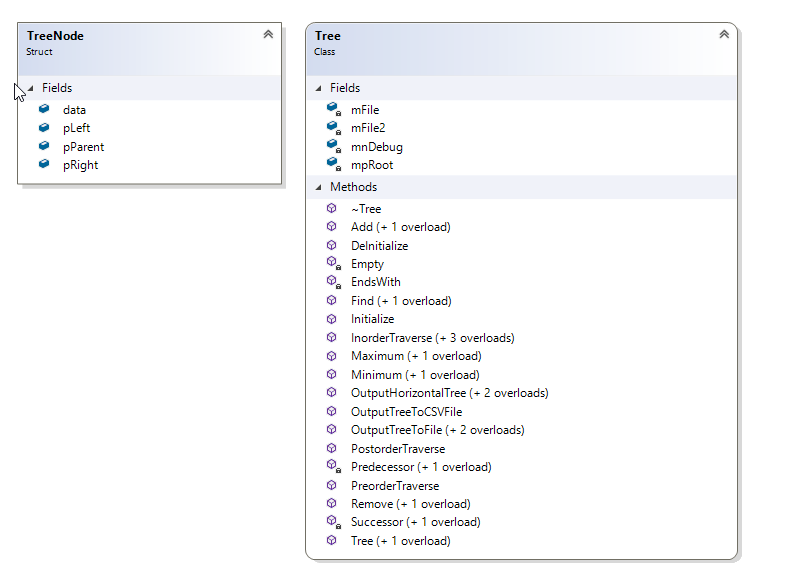 TreeNode
Struct
Fields
data
pLeft
pParent
pRight
Tree
Class
Fields
mFile
mFile2
mnDebug
mpRoot
Methods
~Tree
Add (+ 1 overload)
DeInitialize
Empty
EndsWith
Find (+ 1 overload)
Initialize
InorderTraverse (+ 3 overloads)
Maximum (+ 1 overload)
Minimum (+ 1 overload)
OutputHorizontalTree (+ 2 overloads)
OutputTreeToCSVFile
OutputTreeToFile (+ 2 overloads)
PostorderTraverse
Predecessor (+ 1 overload)
PreorderTraverse
Remove (+ 1 overload)
Successor (+ 1 overload)
Tree (+ 1 overload)